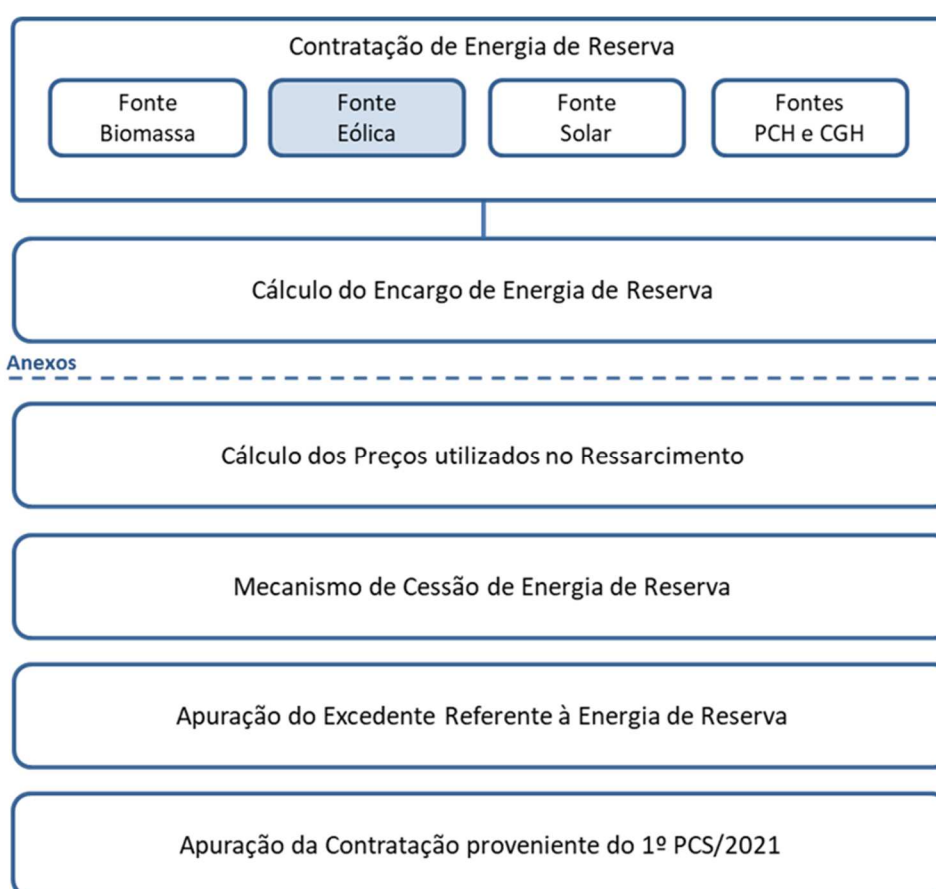 Contratação de Energia de Reserva
Fonte
Biomassa
Fonte
Eólica
Fonte
Solar
Fontes
PCH e CGH
Cálculo do Encargo de Energia de Reserva
Anexos
Cálculo dos Preços utilizados no Ressarcimento
Mecanismo de Cessão de Energia de Reserva
Apuração do Excedente Referente à Energia de Reserva
Apuração da Contratação proveniente do 1º PCS/2021